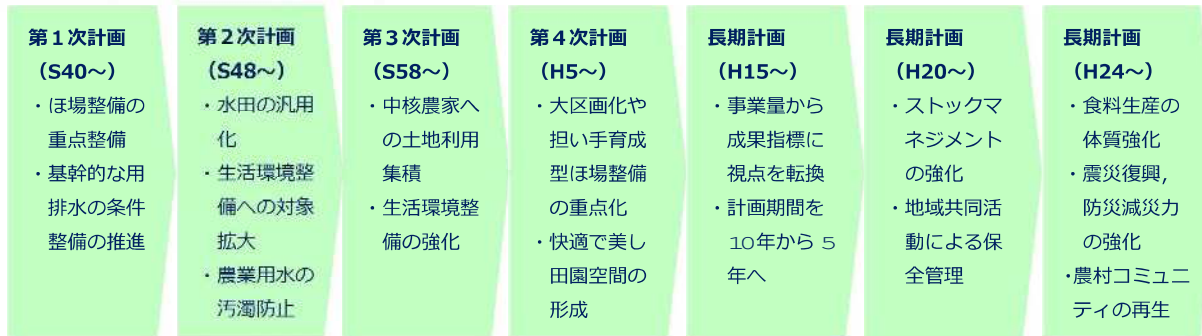 第１次計画
（S40～）
・ほ場整備の
重点整備
・基幹的な用
排水の条件
整備の推進
第２次計画
（S48～）
・水田の汎用
化
・生活環境整
備への対象
拡大
・農業用水の
汚濁防止
第３次計画
（S58～）
・中核農家へ
の土地利用
集積
・生活環境整
備の強化
第４次計画
（H5～）
・大区画化や
担い手育成
型ほ場整備
の重点化
・快適で美し
田園空間の
形成
長期計画
（H15～）
・事業量から
成果指標に
視点を転換
・計画期間を
10年から 5
年へ
長期計画
（H20～）
・ストックマ
ネジメント
の強化
・地域共同活
動による保
全管理
長期計画
（H24～）
・食料生産の
体質強化
・震災復興，
防災減災力
の強化
・農村コミュニ
ティの再生